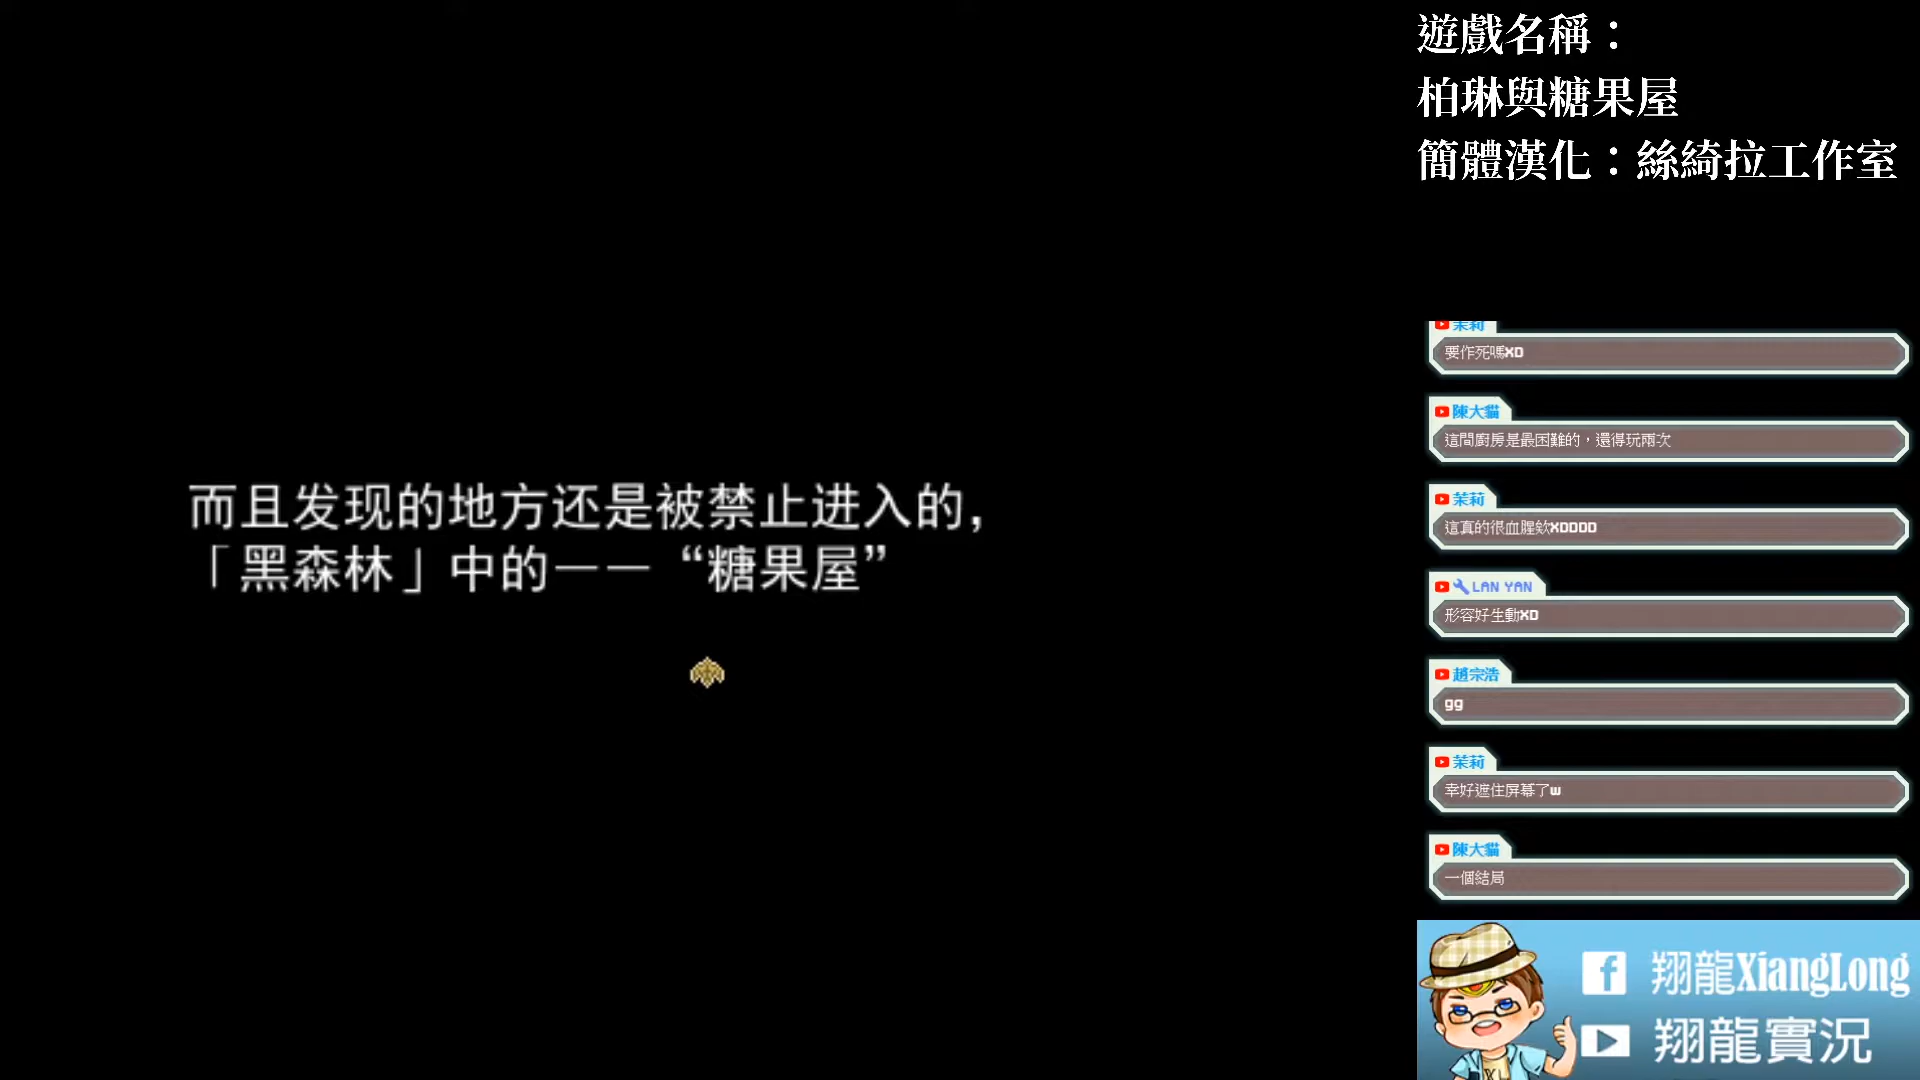 遊戲名稱：
柏琳與糖果屋
簡體漢化：絲綺拉工作室
而且发现的地方还是被禁止进入的，
「黑森林」中的——“糖果屋”
茉莉
要作死嗎XD
陳大貓
這間廚房是最困難的，還得玩兩次
茉莉
這真的很血腥欸XDDDD
LAN YAN
形容好生動XD
趙宗浩
gg
茉莉
幸好遮住屏幕了w
陳大貓
一個結局
翔龍XiangLong
翔龍實況